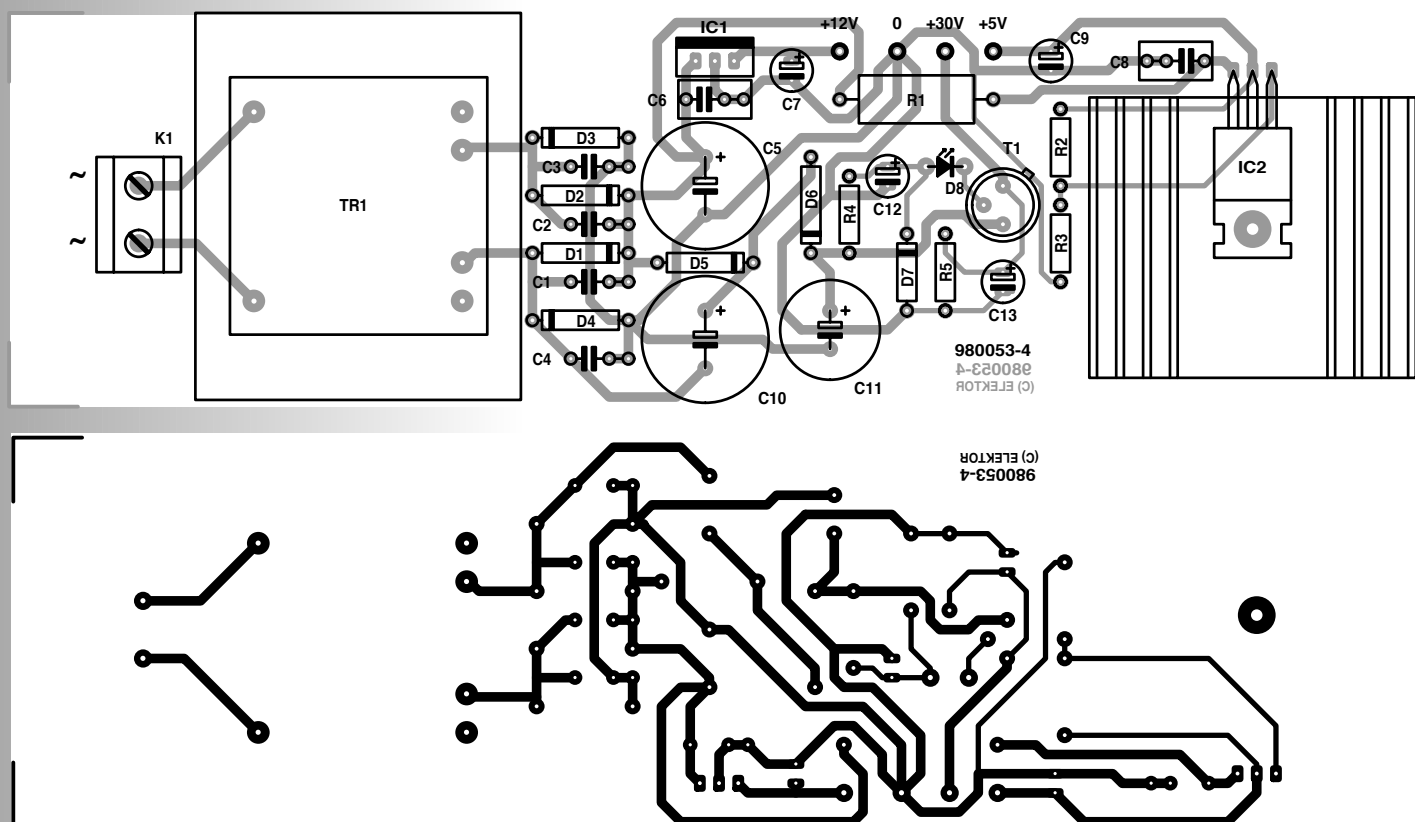 +12V 0 +30V +5V
IC1
C9
C8
C6
C7
R1
K1
D3
C5
T1
R2
C3
IC2
~
D2
D8
TR1
D6
R4
C12
C2
~
D1
R3
D5
D7
R5
C1
C13
D4
980053-4
C4
980053-4
(C) ELEKTOR
C11
C10
(C) ELEKTOR
980053-4